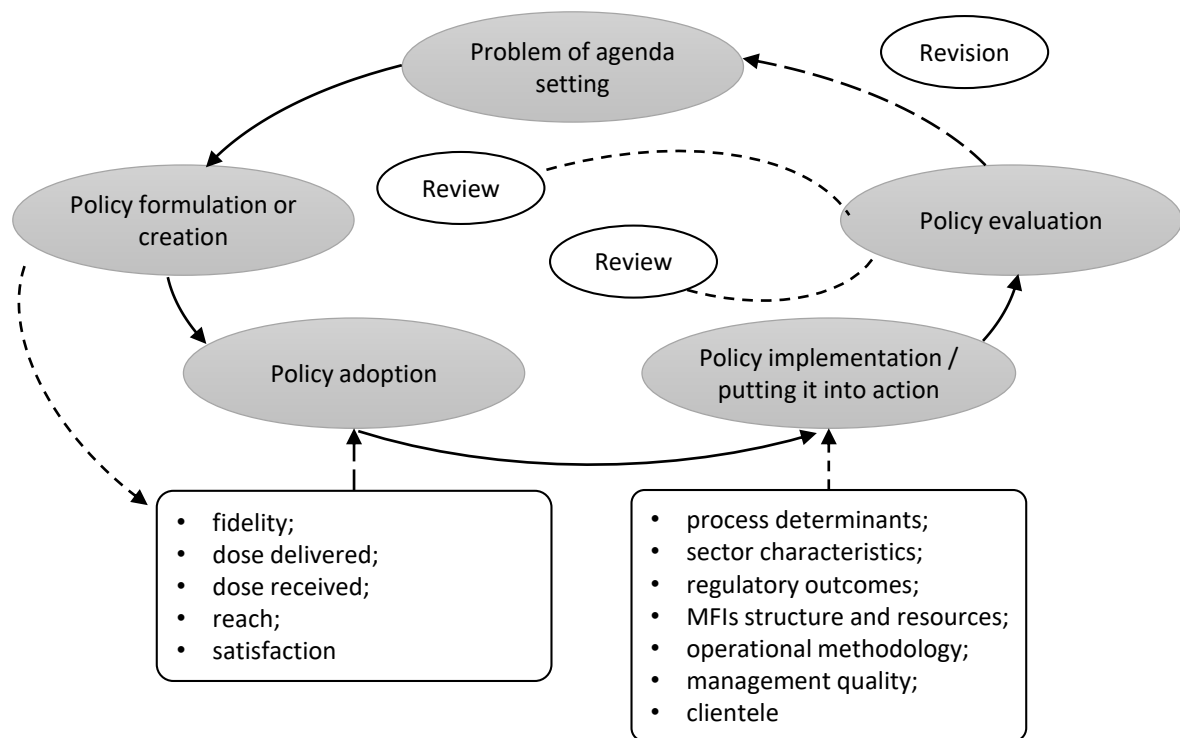 Problem of agenda
setting
Revision
Review
Policy formulation or
creation
Policy evaluation
Review
Policy adoption
Policy implementation /
putting it into action
• fidelity;
• dose delivered;
• dose received;
• reach;
• satisfaction
• process determinants;
• sector characteristics;
• regulatory outcomes;
• MFIs structure and resources;
• operational methodology;
• management quality;
• clientele